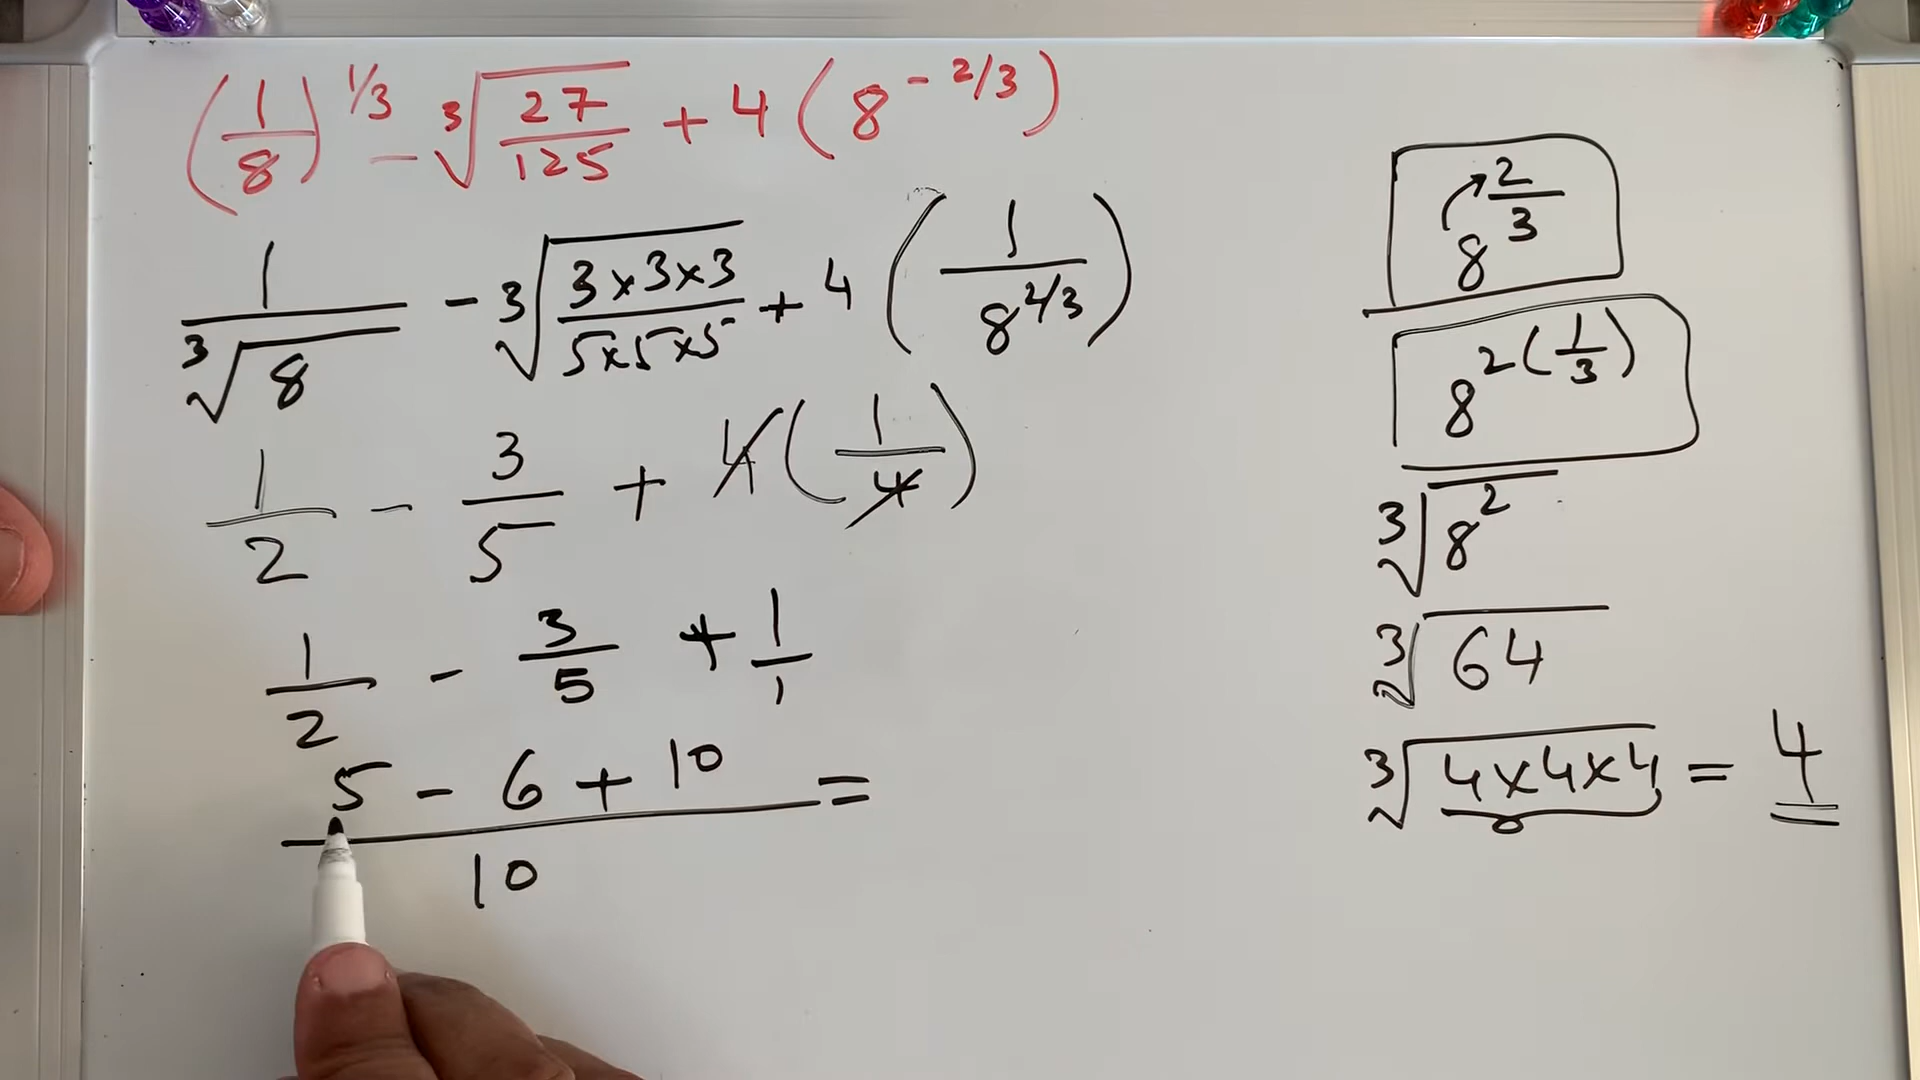 (1/8)^1/3 - ∛(27/125) + 4(8^-2/3)
1/∛8 - ∛(3×3×3/5×5×5) + 4(1/8^2/3)
1/2 - 3/5 + 4(1/4)
1/2 - 3/5 + 1/1
5 - 6 + 10 =
10
8^2/3
8^2(1/3)
∛8^2
∛64
∛4×4×4 = 4